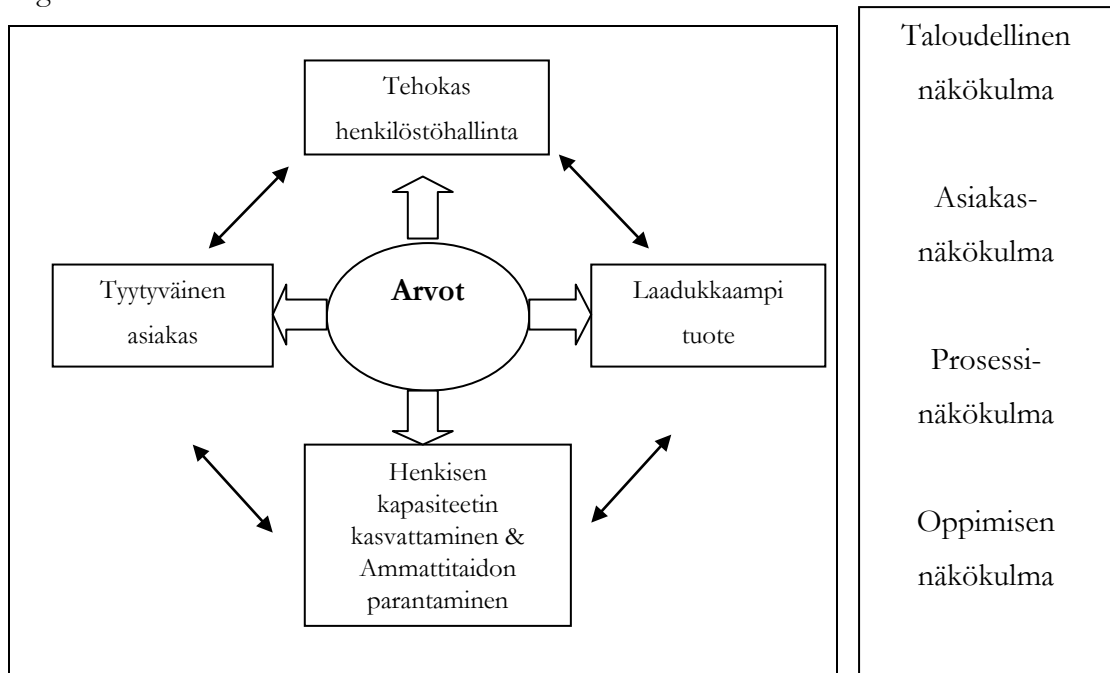 Tehokas
henkilöstöhallinta
Tyytyväinen
asiakas
Arvot
Laadukkaampi
tuote
Henkisen
kapasiteetin
kasvattaminen &
Ammattitaidon
parantaminen
Taloudellinen
näkökulma
Asiakas-
näkökulma
Prosessi-
näkökulma
Oppimisen
näkökulma